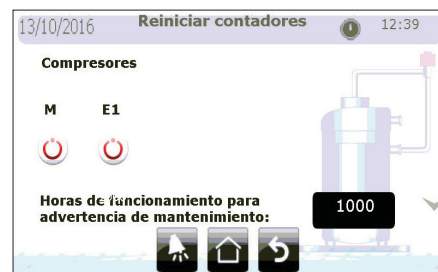 13/10/2016 Reiniciar contadores 12:39
Compresores
M E1
Horas de funcionamiento para
advertencia de mantenimiento: 1000